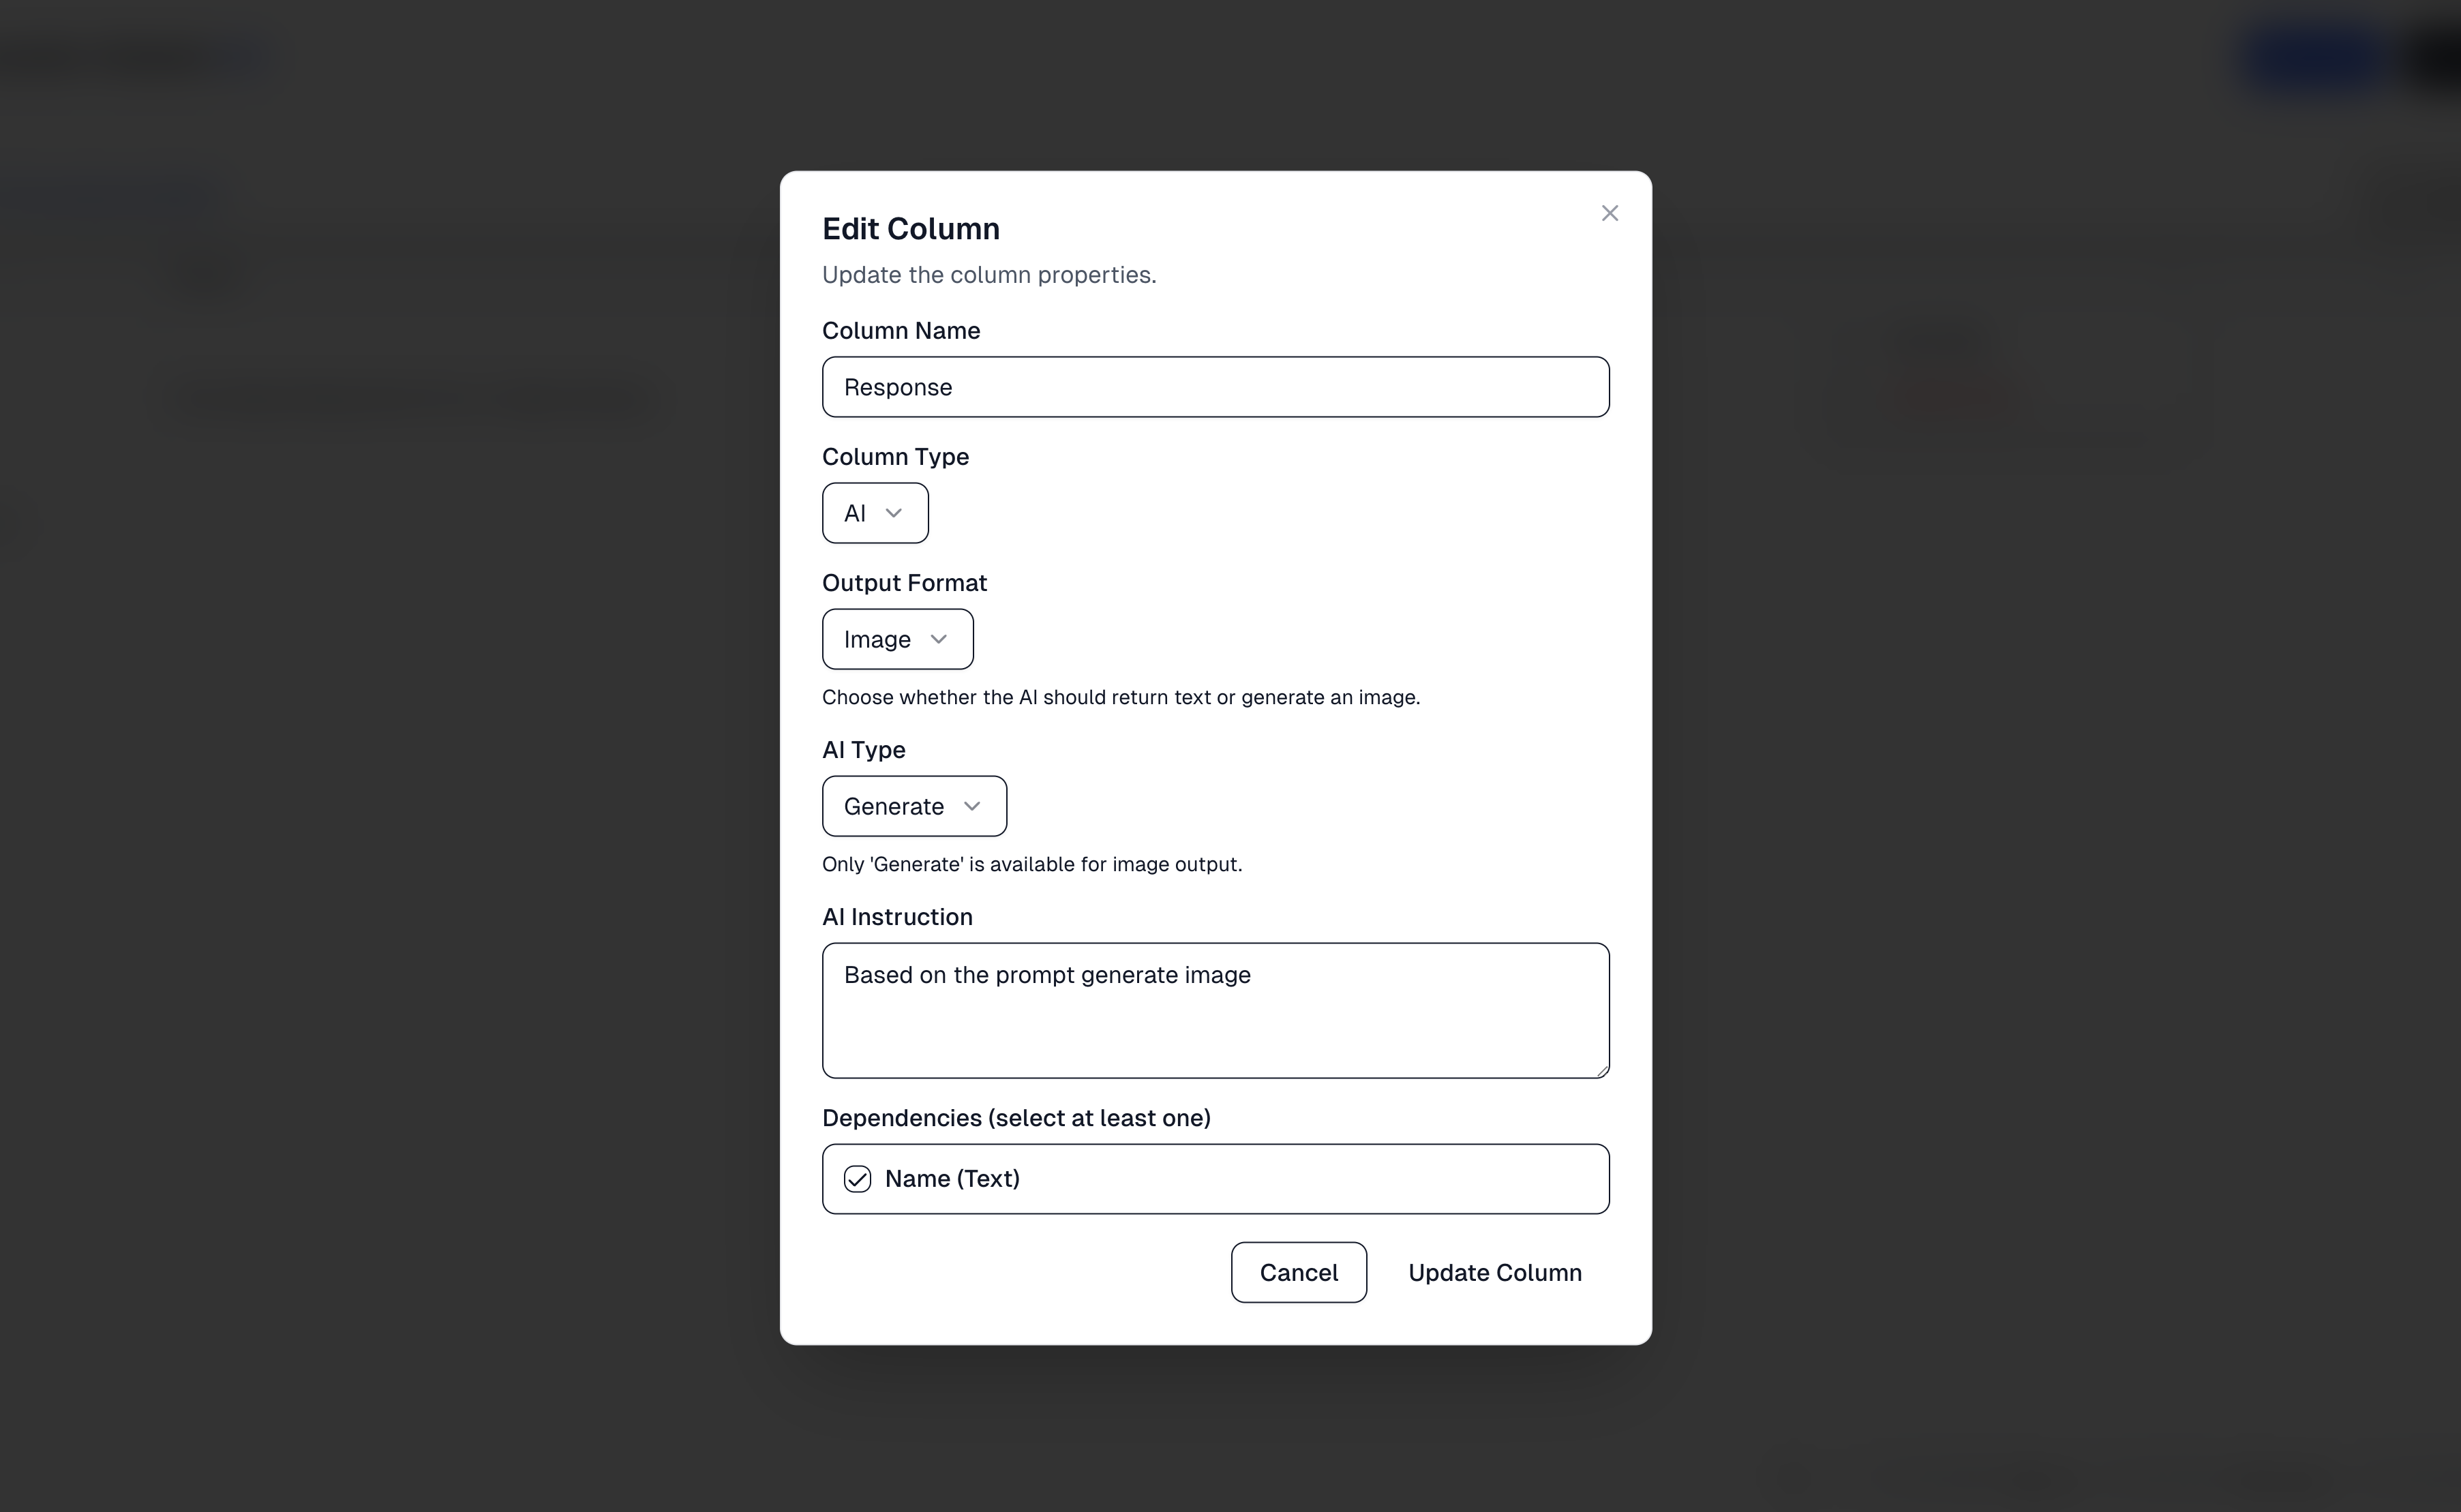 Edit Column
Update the column properties.
Column Name
Response
Column Type
AI
Output Format
Image
Choose whether the AI should return text or generate an image.
AI Type
Generate
Only 'Generate' is available for image output.
AI Instruction
Based on the prompt generate image
Dependencies (select at least one)
Name (Text)
Cancel
Update Column